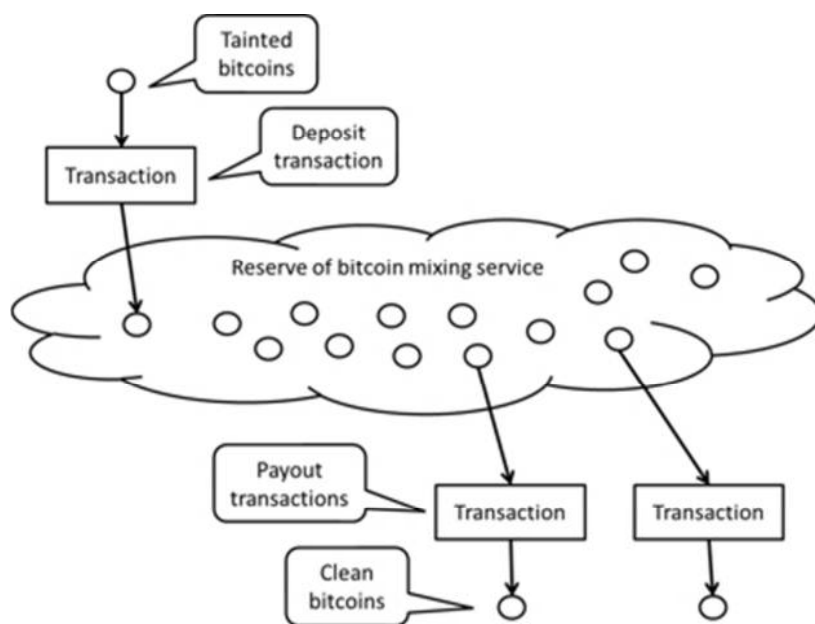 Tainted
bitcoins
Deposit
transaction
Transaction
Reserve of bitcoin mixing service
Payout
transactions
Transaction
Transaction
Clean
bitcoins